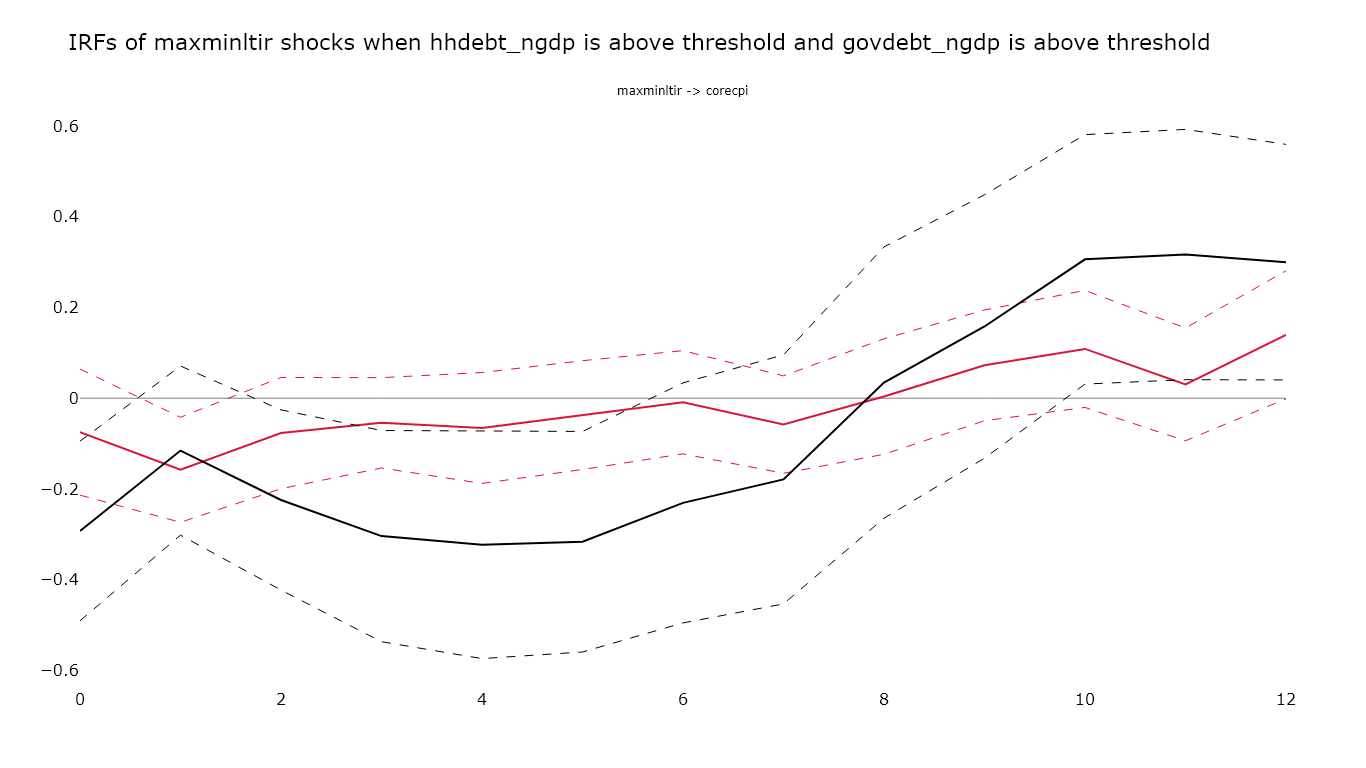 IRFs of maxminltir shocks when hhdebt_ngdp is above threshold and govdebt_ngdp is above threshold
maxminltir -> corecpi
0.6
0.4
0.2
0
−0.2
−0.4
−0.6
0 2 4 6 8 10 12